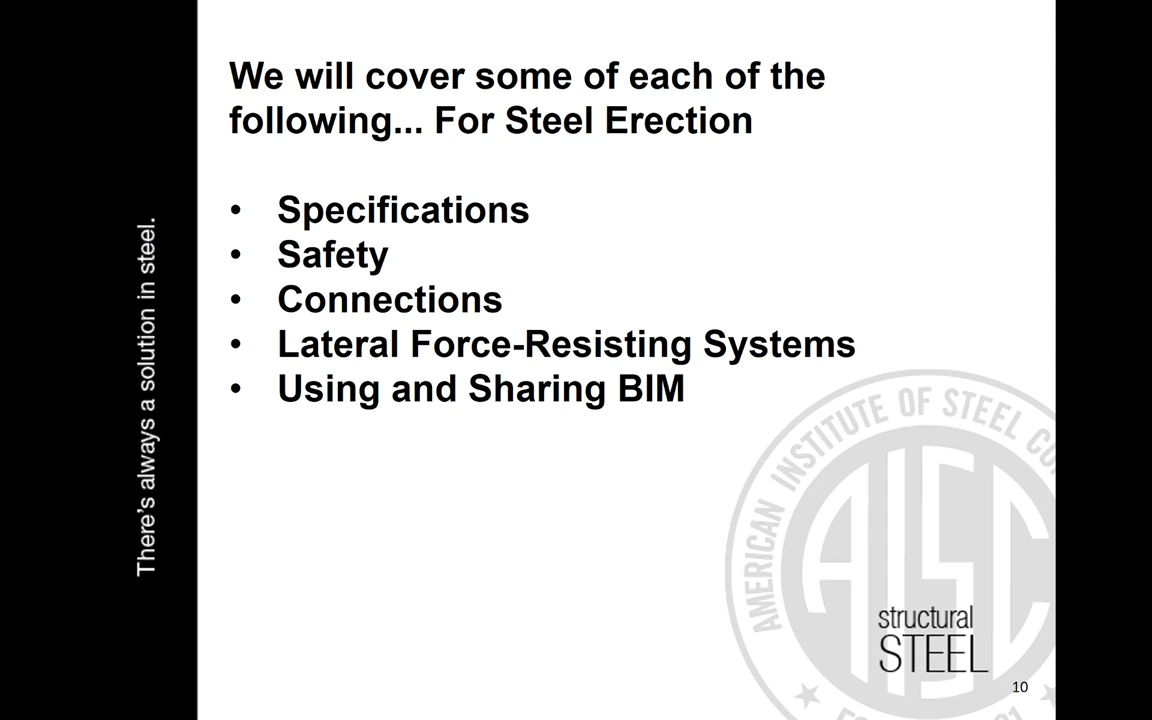 We will cover some of each of the
following... For Steel Erection
• Specifications
• Safety
• Connections
• Lateral Force-Resisting Systems
• Using and Sharing BIM
There's always a solution in steel.
AMERICAN INSTITUTE OF STEEL
AISC
structural
STEEL
10